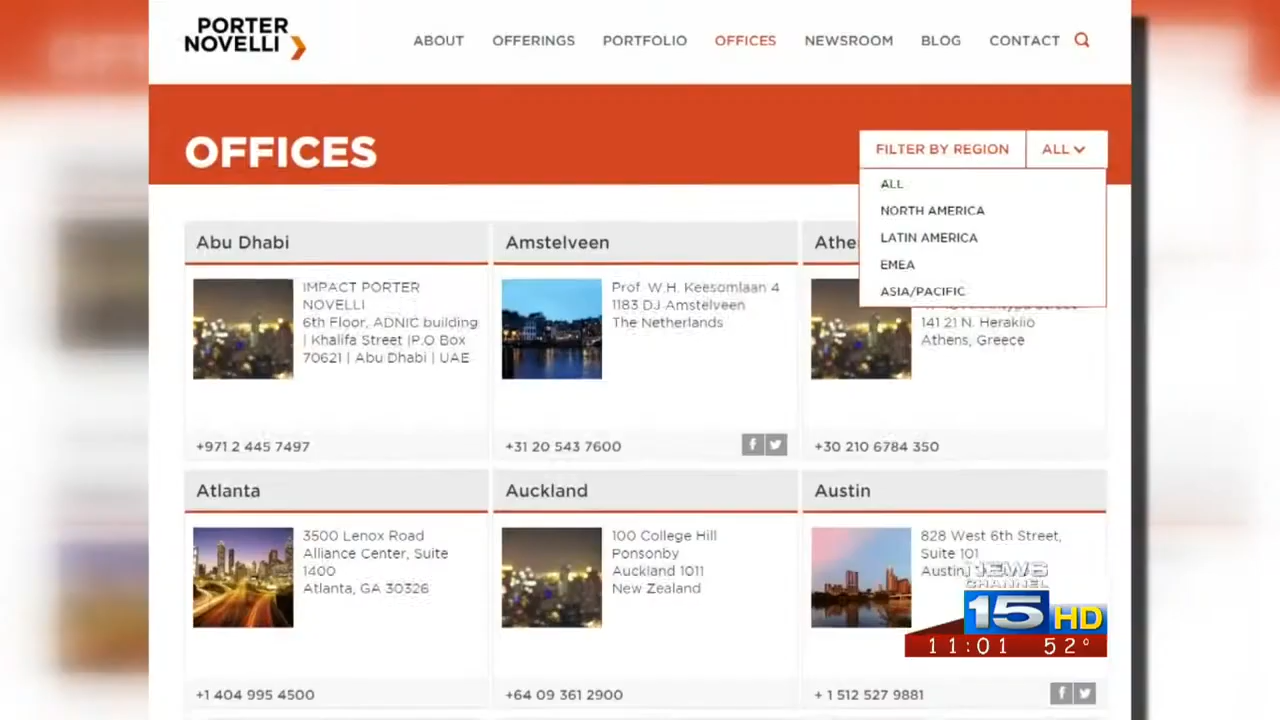 PORTER
NOVELLI
ABOUT OFFERINGS PORTFOLIO OFFICES NEWSROOM BLOG CONTACT
OFFICES
FILTER BY REGION ALL
ALL
NORTH AMERICA
LATIN AMERICA
EMEA
ASIA/PACIFIC
Abu Dhabi
IMPACT PORTER
NOVELLI
6th Floor, ADNIC building
| Khalifa Street |P.O Box
70621 | Abu Dhabi | UAE
+971 2 445 7497
Amstelveen
Prof W.H. Keesomlaan 4
1183 DJ Amstelveen
The Netherlands
+31 20 543 7600
f
Athe
141 21 N. Herakiio
Athens, Greece
+30 210 6784 350
Atlanta
3500 Lenox Road
Alliance Center, Suite
1400
Atlanta, GA 30326
+1 404 995 4500
Auckland
100 College Hill
Ponsonby
Auckland 1011
New Zealand
+64 09 361 2900
Austin
828 West 6th Street,
Suite 101
Austin,
+ 1 512 527 9881
f
NEWS
CHANNEL
15 HD
11:01 52°